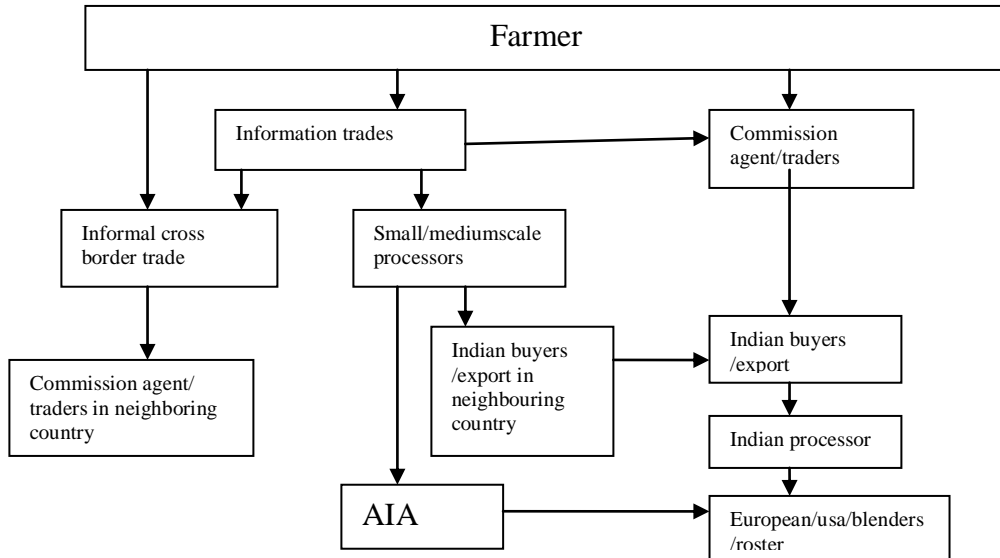 Farmer
Information trades
Commission
agent/traders
Informal cross
border trade
Small/mediumscale
processors
Indian buyers
/export in
neighbouring
country
Indian buyers
/export
Commission agent/
traders in neighboring
country
Indian processor
AIA
European/usa/blenders
/roster